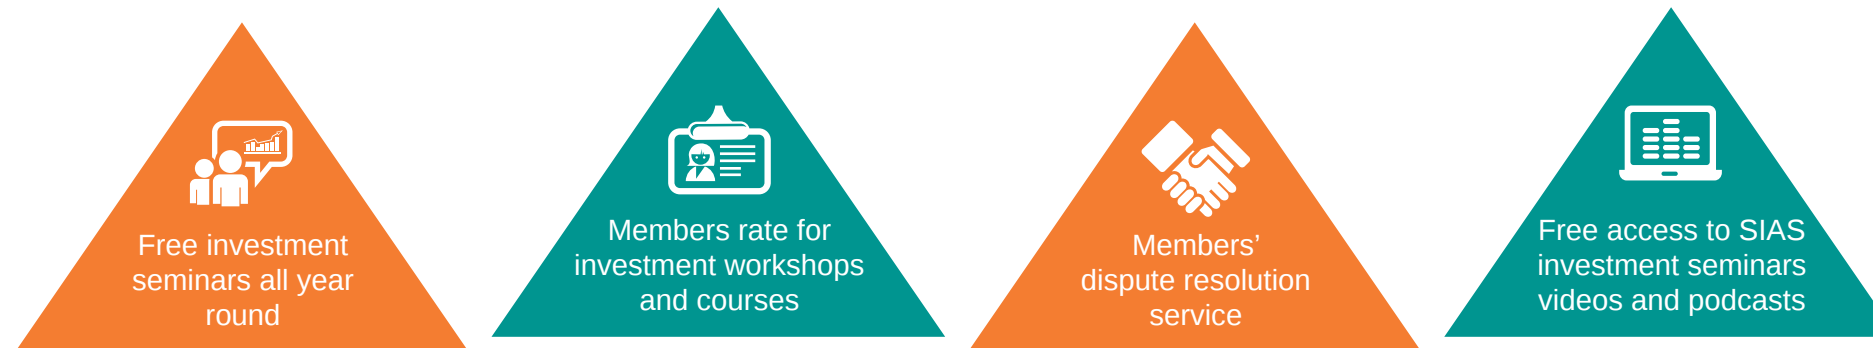 Free investment
seminars all year
round
Members rate for
investment workshops
and courses
Members’
dispute resolution
service
Free access to SIAS
investment seminars
videos and podcasts